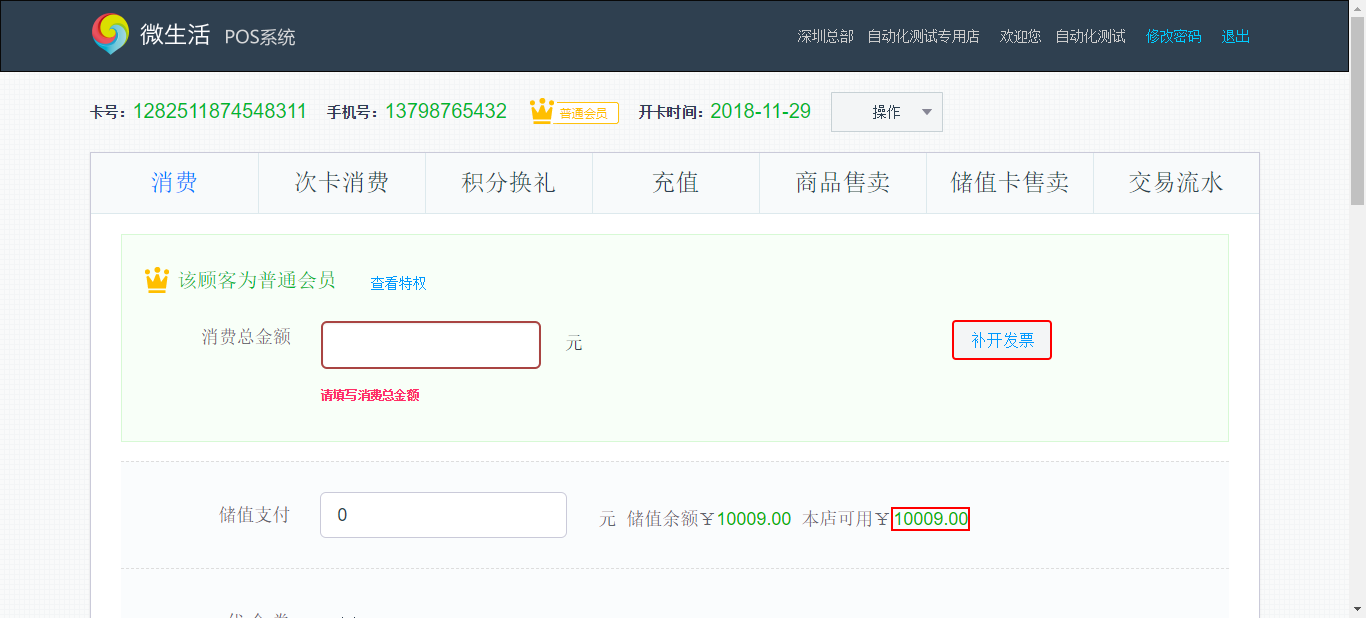 微生活 POS系统 深圳总部 自动化测试专用店 欢迎您 自动化测试 修改密码 退出
卡号：1282511874548311 手机号：13798765432 普通会员 开卡时间：2018-11-29 操作
消费 次卡消费 积分换礼 充值 商品售卖 储值卡售卖 交易流水
该顾客为普通会员 查看特权
消费总金额 元 补开发票
请填写消费总金额
储值支付 0 元 储值余额￥10009.00 本店可用￥10009.00